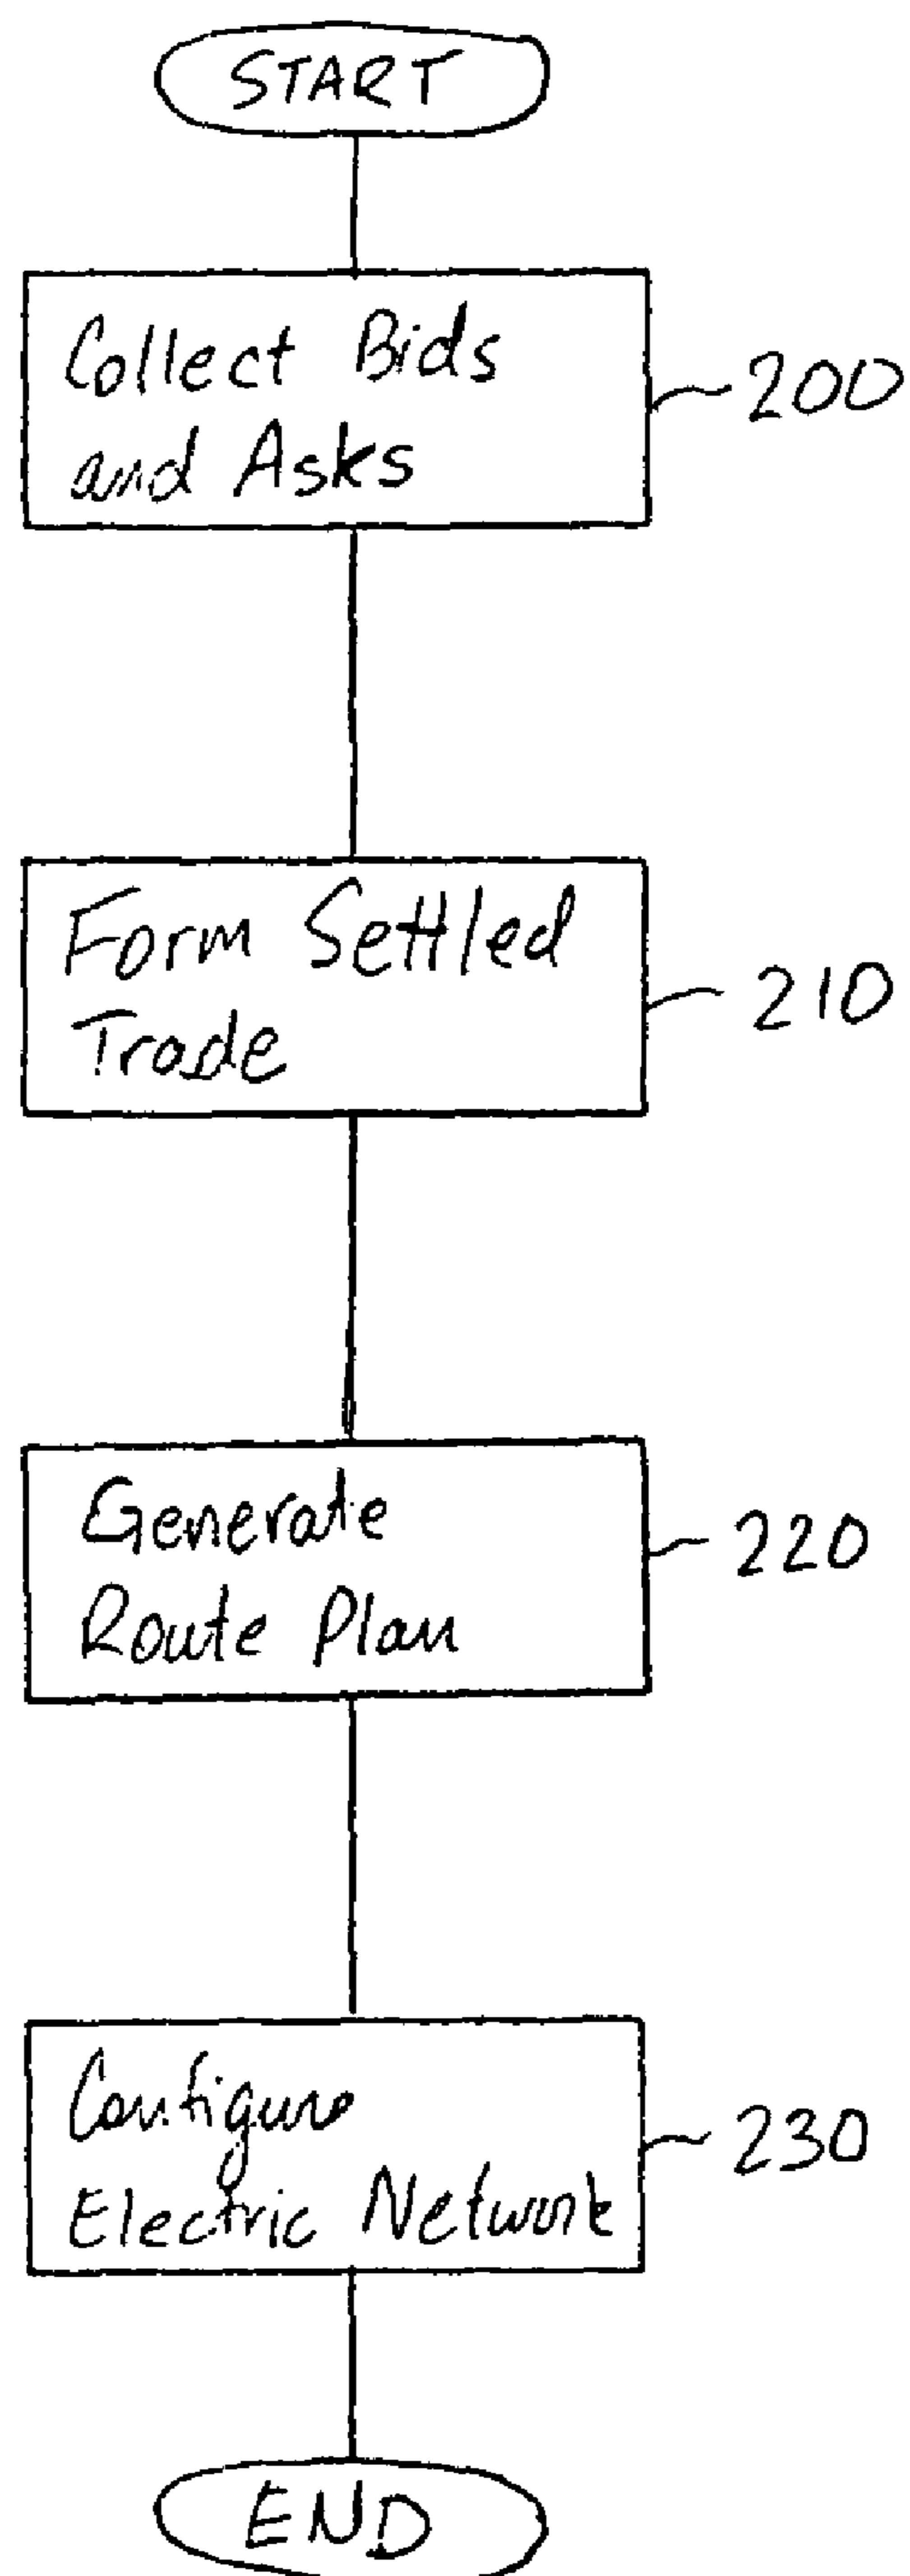 START
Collect Bids
and Asks
200
Form Settled
Trade
210
Generate
Route Plan
220
Configure
Electric Network
230
END